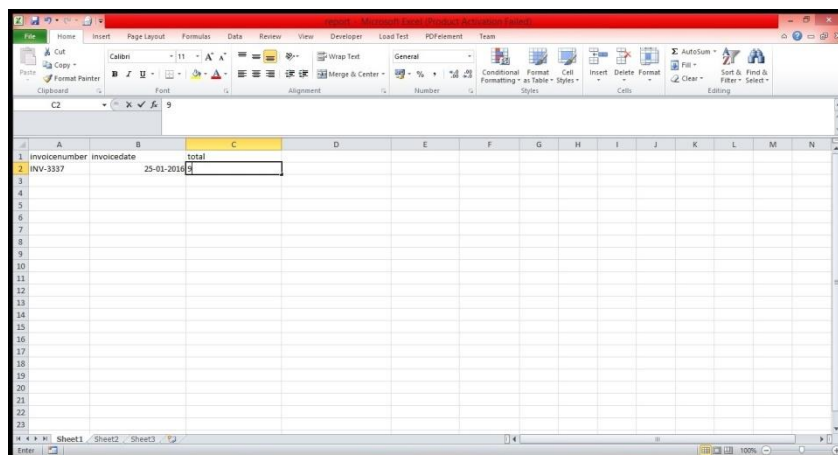 report - Microsoft Excel (Product Activation Failed)
File Home Insert Page Layout Formulas Data Review View Developer Load Test PDFelement Team
Cut
Copy
Format Painter
Paste
Clipboard
Calibri 11
B I U
Font
Wrap Text
Merge & Center
Alignment
General
% ,
Number
Conditional Formatting
Format as Table
Cell Styles
Styles
Insert Delete Format
Cells
Σ AutoSum
Fill
Clear
Sort & Filter
Find & Select
Editing
C2 fx 9
A B C D E F G H I J K L M N
1 invoicenumber invoicedate total
2 INV-3337 25-01-2016 9
3
4
5
6
7
8
9
10
11
12
13
14
15
16
17
18
19
20
21
22
23
Sheet1 Sheet2 Sheet3
Enter 100%